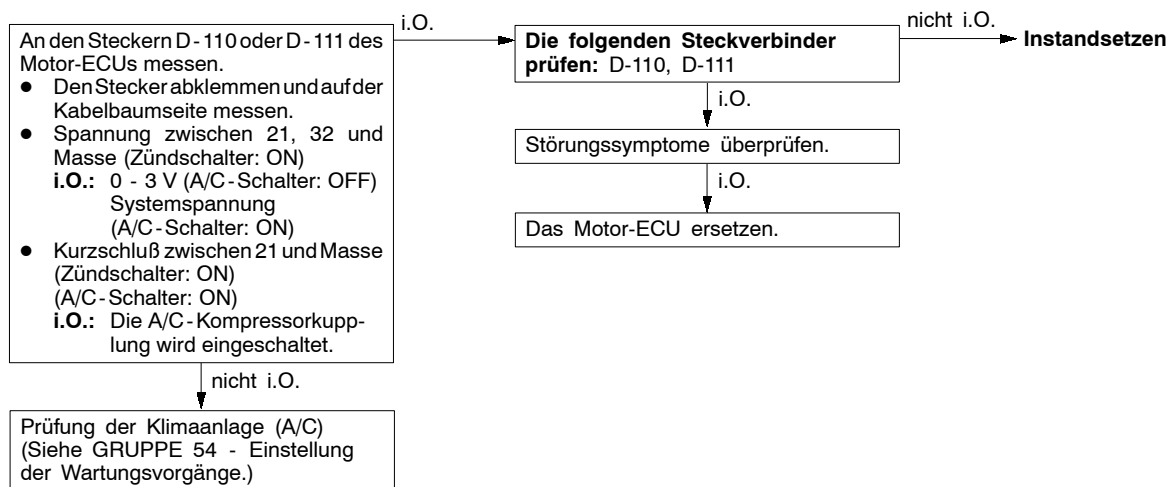 An den Steckern D-110 oder D-111 des
Motor-ECUs messen.
● Den Stecker abklemmen und auf der
Kabelbaumseite messen.
● Spannung zwischen 21, 32 und
Masse (Zündschalter: ON)
i.O.: 0 - 3 V (A/C-Schalter: OFF)
Systemspannung
(A/C-Schalter: ON)
● Kurzschluß zwischen 21 und Masse
(Zündschalter: ON)
(A/C-Schalter: ON)
i.O.: Die A/C-Kompressorkupp-
plung wird eingeschaltet.
i.O.
Die folgenden Steckverbinder
prüfen: D-110, D-111
nicht i.O.
Instandsetzen
i.O.
Störungssymptome überprüfen.
i.O.
Das Motor-ECU ersetzen.
nicht i.O.
Prüfung der Klimaanlage (A/C)
(Siehe GRUPPE 54 - Einstellung
der Wartungsvorgänge.)